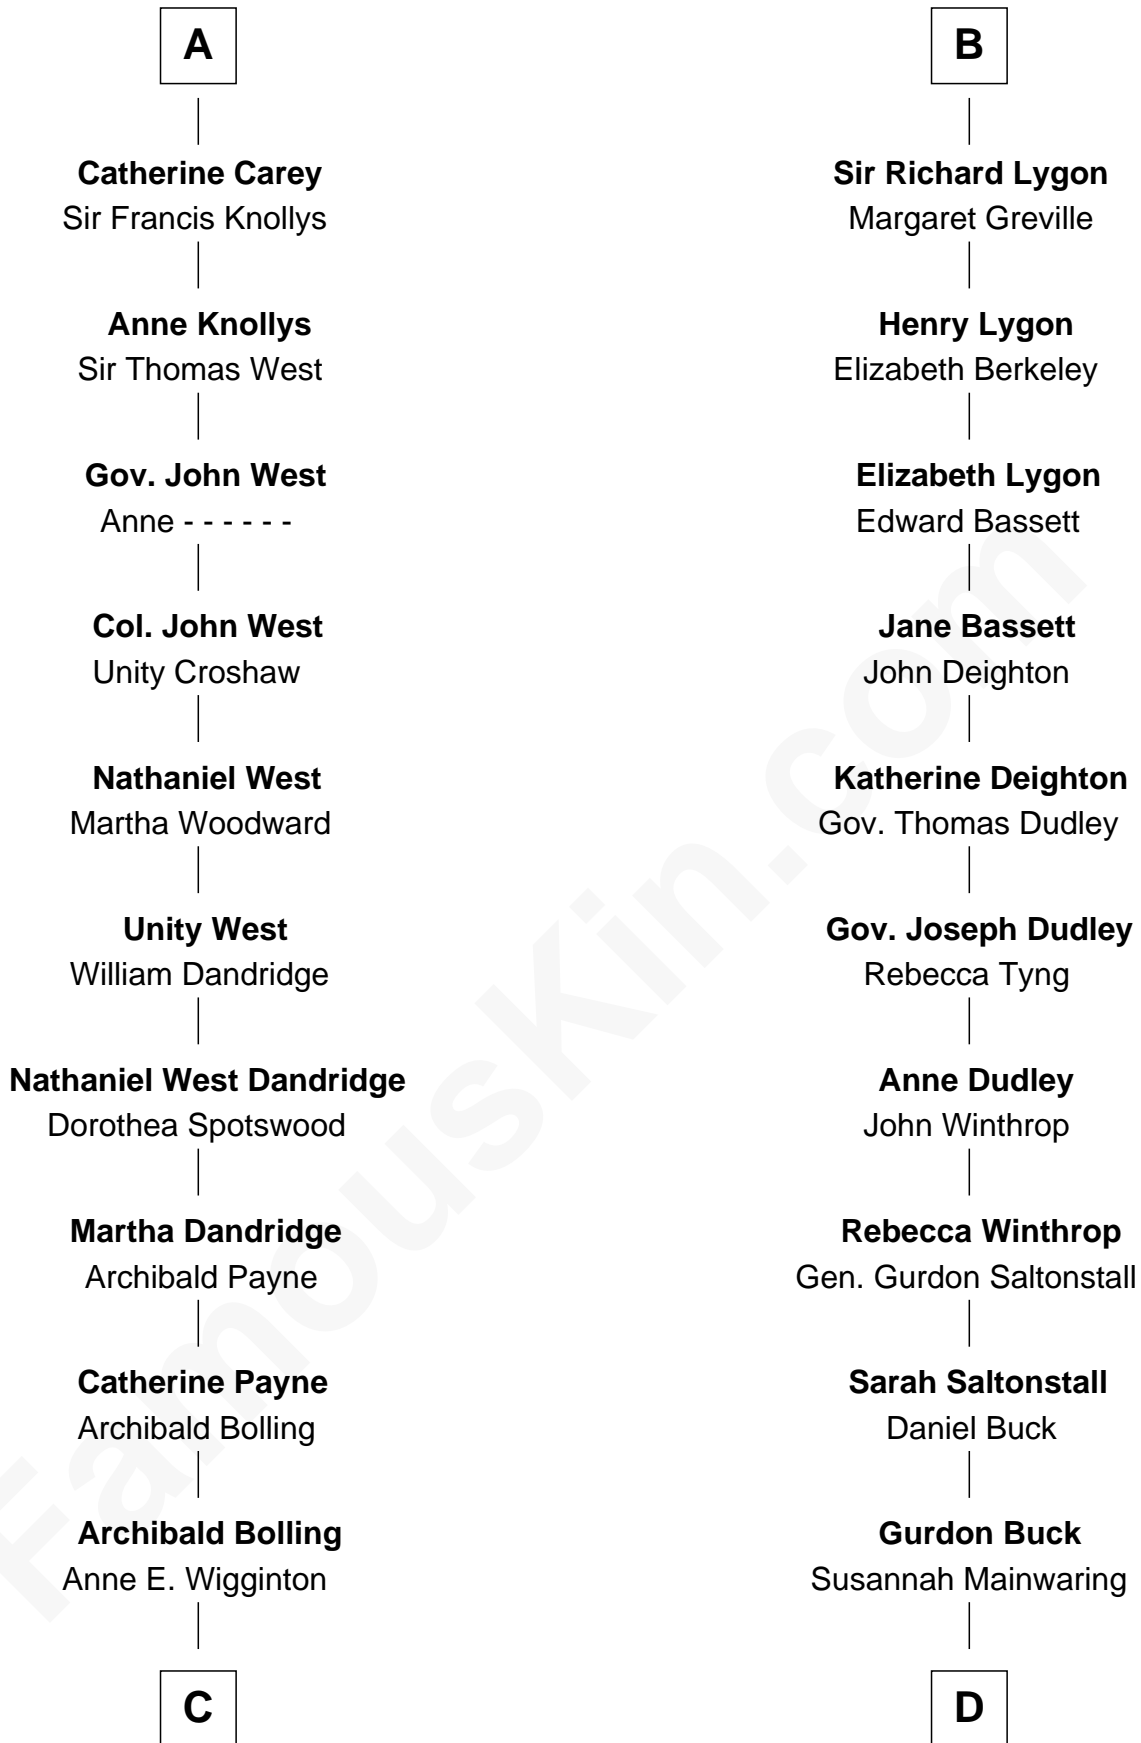 A
Catherine Carey
Sir Francis Knollys
Anne Knollys
Sir Thomas West
Gov. John West
Anne - - - - - -
Col. John West
Unity Croshaw
Nathaniel West
Martha Woodward
Unity West
William Dandridge
Nathaniel West Dandridge
Dorothea Spotswood
Martha Dandridge
Archibald Payne
Catherine Payne
Archibald Bolling
Archibald Bolling
Anne E. Wigginton
C
B
Sir Richard Lygon
Margaret Greville
Henry Lygon
Elizabeth Berkeley
Elizabeth Lygon
Edward Bassett
Jane Bassett
John Deighton
Katherine Deighton
Gov. Thomas Dudley
Gov. Joseph Dudley
Rebecca Tyng
Anne Dudley
John Winthrop
Rebecca Winthrop
Gen. Gurdon Saltonstall
Sarah Saltonstall
Daniel Buck
Gurdon Buck
Susannah Mainwaring
D
FamousKin.com